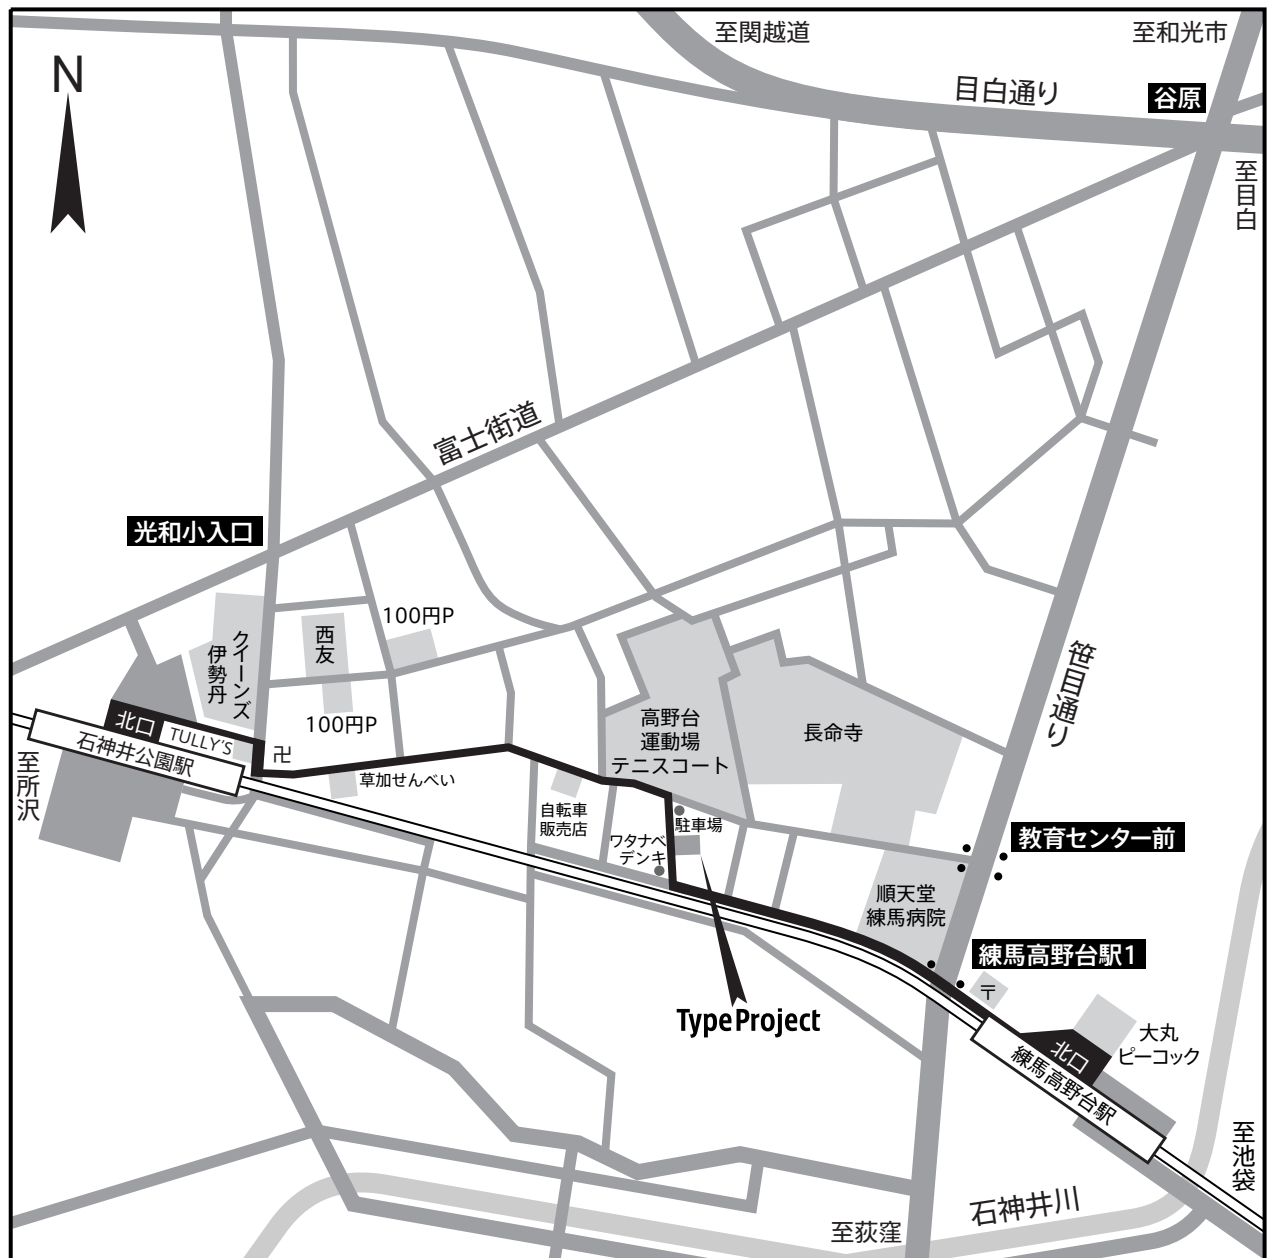 至関越道
至和光市
N
目白通り
谷原
至目白
富士街道
光和小入口
100円P
西友
クイーンズ
伊勢丹
笹目通り
北口
TULLY'S
100円P
卍
石神井公園駅
至所沢
草加せんべい
高野台
運動場
テニスコート
長命寺
自転車
販売店
駐車場
ワタナベ
デンキ
教育センター前
順天堂
練馬病院
練馬高野台駅1
〒
TypeProject
大丸
ピーコック
北口
練馬高野台駅
至池袋
石神井川
至荻窪